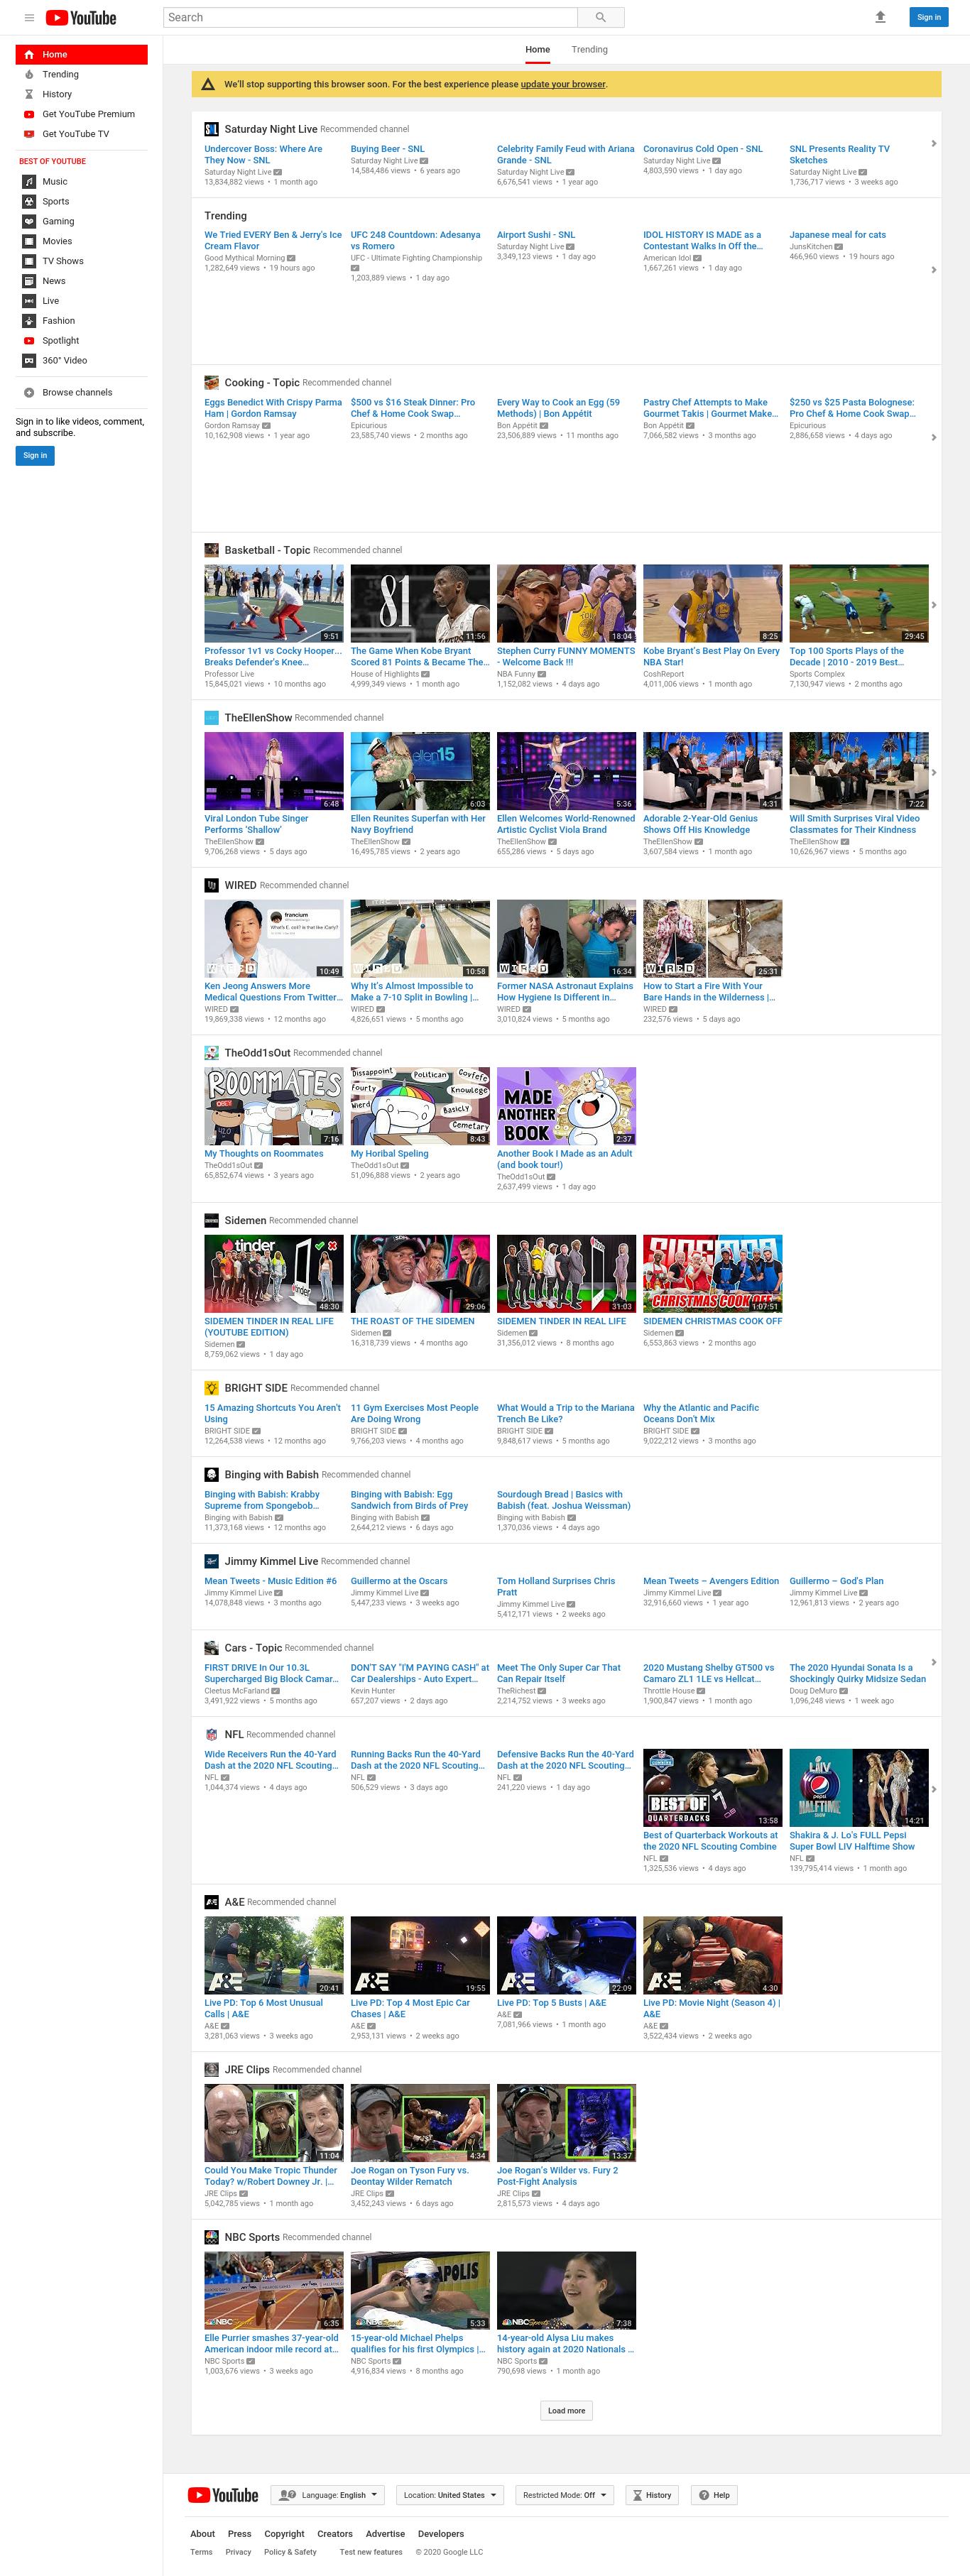 YouTube
Search
Sign in
Home
Trending
History
Get YouTube Premium
Get YouTube TV
BEST OF YOUTUBE
Music
Sports
Gaming
Movies
TV Shows
News
Live
Fashion
Spotlight
360° Video
Browse channels
Sign in to like videos, comment,
and subscribe.
Sign in
Home Trending
We'll stop supporting this browser soon. For the best experience please update your browser.
Saturday Night Live Recommended channel
Undercover Boss: Where Are
They Now - SNL
Saturday Night Live
13,834,882 views • 1 month ago
Buying Beer - SNL
Saturday Night Live
14,584,486 views • 6 years ago
Celebrity Family Feud with Ariana
Grande - SNL
Saturday Night Live
6,676,541 views • 1 year ago
Coronavirus Cold Open - SNL
Saturday Night Live
4,803,590 views • 1 day ago
SNL Presents Reality TV
Sketches
Saturday Night Live
1,736,717 views • 3 weeks ago
Trending
We Tried EVERY Ben & Jerry's Ice
Cream Flavor
Good Mythical Morning
1,282,649 views • 19 hours ago
UFC 248 Countdown: Adesanya
vs Romero
UFC - Ultimate Fighting Championship
1,203,889 views • 1 day ago
Airport Sushi - SNL
Saturday Night Live
3,349,123 views • 1 day ago
IDOL HISTORY IS MADE as a
Contestant Walks In Off the...
American Idol
1,667,261 views • 1 day ago
Japanese meal for cats
JunsKitchen
466,960 views • 19 hours ago
Cooking - Topic Recommended channel
Eggs Benedict With Crispy Parma
Ham | Gordon Ramsay
Gordon Ramsay
10,162,908 views • 1 year ago
$500 vs $16 Steak Dinner: Pro
Chef & Home Cook Swap...
Epicurious
23,585,740 views • 2 months ago
Every Way to Cook an Egg (59
Methods) | Bon Appétit
Bon Appétit
23,506,889 views • 11 months ago
Pastry Chef Attempts to Make
Gourmet Takis | Gourmet Make...
Bon Appétit
7,066,582 views • 3 months ago
$250 vs $25 Pasta Bolognese:
Pro Chef & Home Cook Swap...
Epicurious
2,886,658 views • 4 days ago
Basketball - Topic Recommended channel
9:51
Professor 1v1 vs Cocky Hooper...
Breaks Defender's Knee...
Professor Live
15,845,021 views • 10 months ago
81
11:56
The Game When Kobe Bryant
Scored 81 Points & Became The...
House of Highlights
4,999,349 views • 1 month ago
18:04
Stephen Curry FUNNY MOMENTS
- Welcome Back !!!
NBA Funny
1,152,082 views • 4 days ago
8:25
Kobe Bryant's Best Play On Every
NBA Star!
CoshReport
4,011,006 views • 1 month ago
29:45
Top 100 Sports Plays of the
Decade | 2010 - 2019 Best...
Sports Complex
7,130,947 views • 2 months ago
TheEllenShow Recommended channel
6:48
Viral London Tube Singer
Performs 'Shallow'
TheEllenShow
9,706,268 views • 5 days ago
ellen15
6:03
Ellen Reunites Superfan with Her
Navy Boyfriend
TheEllenShow
16,495,785 views • 2 years ago
5:36
Ellen Welcomes World-Renowned
Artistic Cyclist Viola Brand
TheEllenShow
655,286 views • 5 days ago
4:31
Adorable 2-Year-Old Genius
Shows Off His Knowledge
TheEllenShow
3,607,584 views • 1 month ago
7:22
Will Smith Surprises Viral Video
Classmates for Their Kindness
TheEllenShow
10,626,967 views • 5 months ago
WIRED Recommended channel
francium
What's E. coli? Is that like iCarly?
WIRED
10:49
Ken Jeong Answers More
Medical Questions From Twitter...
WIRED
19,869,338 views • 12 months ago
WIRED
10:58
Why It's Almost Impossible to
Make a 7-10 Split in Bowling |...
WIRED
4,826,651 views • 5 months ago
WIRED
16:34
Former NASA Astronaut Explains
How Hygiene Is Different in...
WIRED
3,010,824 views • 5 months ago
WIRED
25:31
How to Start a Fire With Your
Bare Hands in the Wilderness |...
WIRED
232,576 views • 5 days ago
TheOdd1sOut Recommended channel
ROOMMATES
OBEY
420
7:16
My Thoughts on Roommates
TheOdd1sOut
65,852,674 views • 3 years ago
Dissappoint
Politican
Covfefe
Fourty
Knowlege
Wierd
Basicly
Cemetary
8:43
My Horibal Speling
TheOdd1sOut
51,096,888 views • 2 years ago
I MADE ANOTHER BOOK
2:37
Another Book I Made as an Adult
(and book tour!)
TheOdd1sOut
2,637,499 views • 1 day ago
Sidemen Recommended channel
tinder
48:30
SIDEMEN TINDER IN REAL LIFE
(YOUTUBE EDITION)
Sidemen
8,759,062 views • 1 day ago
29:06
THE ROAST OF THE SIDEMEN
Sidemen
16,318,739 views • 4 months ago
31:03
SIDEMEN TINDER IN REAL LIFE
Sidemen
31,356,012 views • 8 months ago
CHRISTMAS COOK OFF
1:07:51
SIDEMEN CHRISTMAS COOK OFF
Sidemen
6,553,863 views • 2 months ago
BRIGHT SIDE Recommended channel
15 Amazing Shortcuts You Aren't
Using
BRIGHT SIDE
12,264,538 views • 12 months ago
11 Gym Exercises Most People
Are Doing Wrong
BRIGHT SIDE
9,766,203 views • 4 months ago
What Would a Trip to the Mariana
Trench Be Like?
BRIGHT SIDE
9,848,617 views • 5 months ago
Why the Atlantic and Pacific
Oceans Don't Mix
BRIGHT SIDE
9,022,212 views • 3 months ago
Binging with Babish Recommended channel
Binging with Babish: Krabby
Supreme from Spongebob...
Binging with Babish
11,373,168 views • 12 months ago
Binging with Babish: Egg
Sandwich from Birds of Prey
Binging with Babish
2,644,212 views • 6 days ago
Sourdough Bread | Basics with
Babish (feat. Joshua Weissman)
Binging with Babish
1,370,036 views • 4 days ago
Jimmy Kimmel Live Recommended channel
Mean Tweets - Music Edition #6
Jimmy Kimmel Live
14,078,848 views • 3 months ago
Guillermo at the Oscars
Jimmy Kimmel Live
5,447,233 views • 3 weeks ago
Tom Holland Surprises Chris
Pratt
Jimmy Kimmel Live
5,412,171 views • 2 weeks ago
Mean Tweets – Avengers Edition
Jimmy Kimmel Live
32,916,660 views • 1 year ago
Guillermo – God's Plan
Jimmy Kimmel Live
12,961,813 views • 2 years ago
Cars - Topic Recommended channel
FIRST DRIVE In Our 10.3L
Supercharged Big Block Camar...
Cleetus McFarland
3,491,922 views • 5 months ago
DON'T SAY "I'M PAYING CASH" at
Car Dealerships - Auto Expert...
Kevin Hunter
657,207 views • 2 days ago
Meet The Only Super Car That
Can Repair Itself
TheRichest
2,214,752 views • 3 weeks ago
2020 Mustang Shelby GT500 vs
Camaro ZL1 1LE vs Hellcat...
Throttle House
1,900,847 views • 1 month ago
The 2020 Hyundai Sonata Is a
Shockingly Quirky Midsize Sedan
Doug DeMuro
1,096,248 views • 1 week ago
NFL Recommended channel
Wide Receivers Run the 40-Yard
Dash at the 2020 NFL Scouting...
NFL
1,044,374 views • 4 days ago
Running Backs Run the 40-Yard
Dash at the 2020 NFL Scouting...
NFL
506,529 views • 3 days ago
Defensive Backs Run the 40-Yard
Dash at the 2020 NFL Scouting...
NFL
241,220 views • 1 day ago
BEST OF
QUARTERBACKS
13:58
Best of Quarterback Workouts at
the 2020 NFL Scouting Combine
NFL
1,325,536 views • 4 days ago
LIV
pepsi
HALFTIME
SHOW
14:21
Shakira & J. Lo's FULL Pepsi
Super Bowl LIV Halftime Show
NFL
139,795,414 views • 1 month ago
A&E Recommended channel
A&E
20:41
Live PD: Top 6 Most Unusual
Calls | A&E
A&E
3,281,063 views • 3 weeks ago
A&E
19:55
Live PD: Top 4 Most Epic Car
Chases | A&E
A&E
2,953,131 views • 2 weeks ago
A&E
22:09
Live PD: Top 5 Busts | A&E
A&E
7,081,966 views • 1 month ago
A&E
4:30
Live PD: Movie Night (Season 4) |
A&E
A&E
3,522,434 views • 2 weeks ago
JRE Clips Recommended channel
11:04
Could You Make Tropic Thunder
Today? w/Robert Downey Jr. |...
JRE Clips
5,042,785 views • 1 month ago
4:34
Joe Rogan on Tyson Fury vs.
Deontay Wilder Rematch
JRE Clips
3,452,243 views • 6 days ago
13:37
Joe Rogan's Wilder vs. Fury 2
Post-Fight Analysis
JRE Clips
2,815,573 views • 4 days ago
NBC Sports Recommended channel
NBC Sports
6:35
Elle Purrier smashes 37-year-old
American indoor mile record at...
NBC Sports
1,003,676 views • 3 weeks ago
NBC Sports
5:33
15-year-old Michael Phelps
qualifies for his first Olympics |...
NBC Sports
4,916,834 views • 8 months ago
NBC Sports
7:38
14-year-old Alysa Liu makes
history again at 2020 Nationals ...
NBC Sports
790,698 views • 1 month ago
Load more
YouTube
Language: English
Location: United States
Restricted Mode: Off
History
Help
About Press Copyright Creators Advertise Developers
Terms Privacy Policy & Safety Test new features © 2020 Google LLC